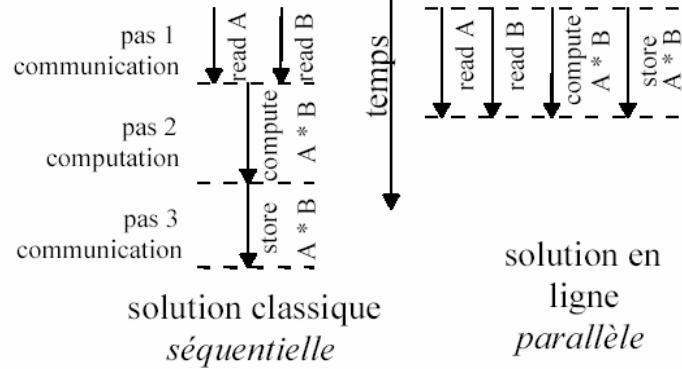 pas 1
communication
read A
read B
pas 2
computation
compute
A * B
pas 3
communication
store
A * B
solution classique
séquentielle
temps
read A
read B
compute
A * B
store
A * B
solution en
ligne
parallèle